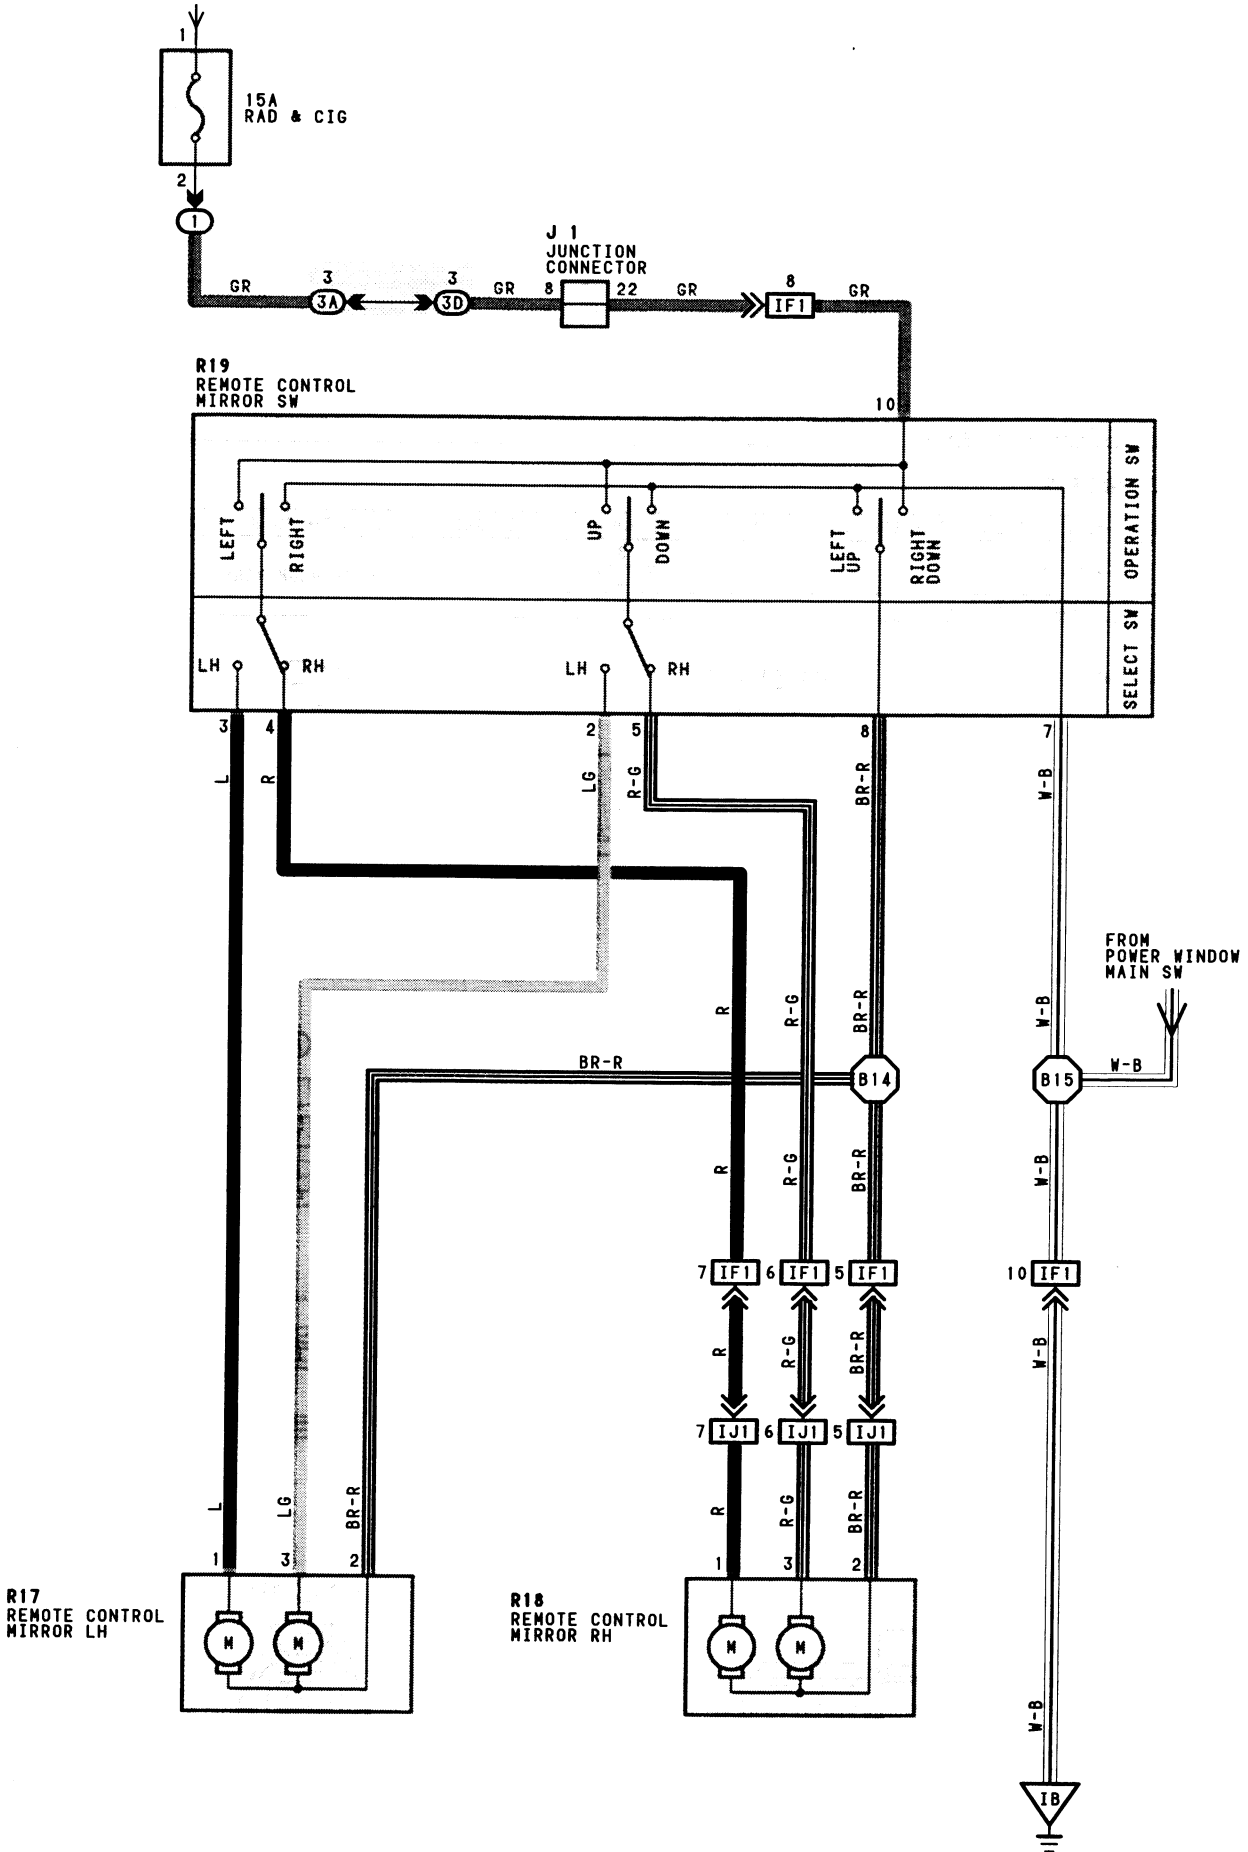 1
15A
RAD & CIG
2
1
J 1
JUNCTION
CONNECTOR
GR
3
3A
3
3D
GR
8
22
GR
8
IF1
GR
R19
REMOTE CONTROL
MIRROR SW
10
LEFT
RIGHT
UP
DOWN
LEFT
UP
RIGHT
DOWN
OPERATION SW
LH
RH
LH
RH
SELECT SW
3
4
2
5
8
7
L
R
LG
R-G
BR-R
W-B
FROM
POWER WINDOW
MAIN SW
R
R-G
BR-R
W-B
BR-R
B14
B15
W-B
R
R-G
BR-R
W-B
7
IF1
6
IF1
5
IF1
10
IF1
R
R-G
BR-R
W-B
7
IJ1
6
IJ1
5
IJ1
L
LG
BR-R
R
R-G
BR-R
1
3
2
1
3
2
R17
REMOTE CONTROL
MIRROR LH
M
M
R18
REMOTE CONTROL
MIRROR RH
M
M
W-B
IB